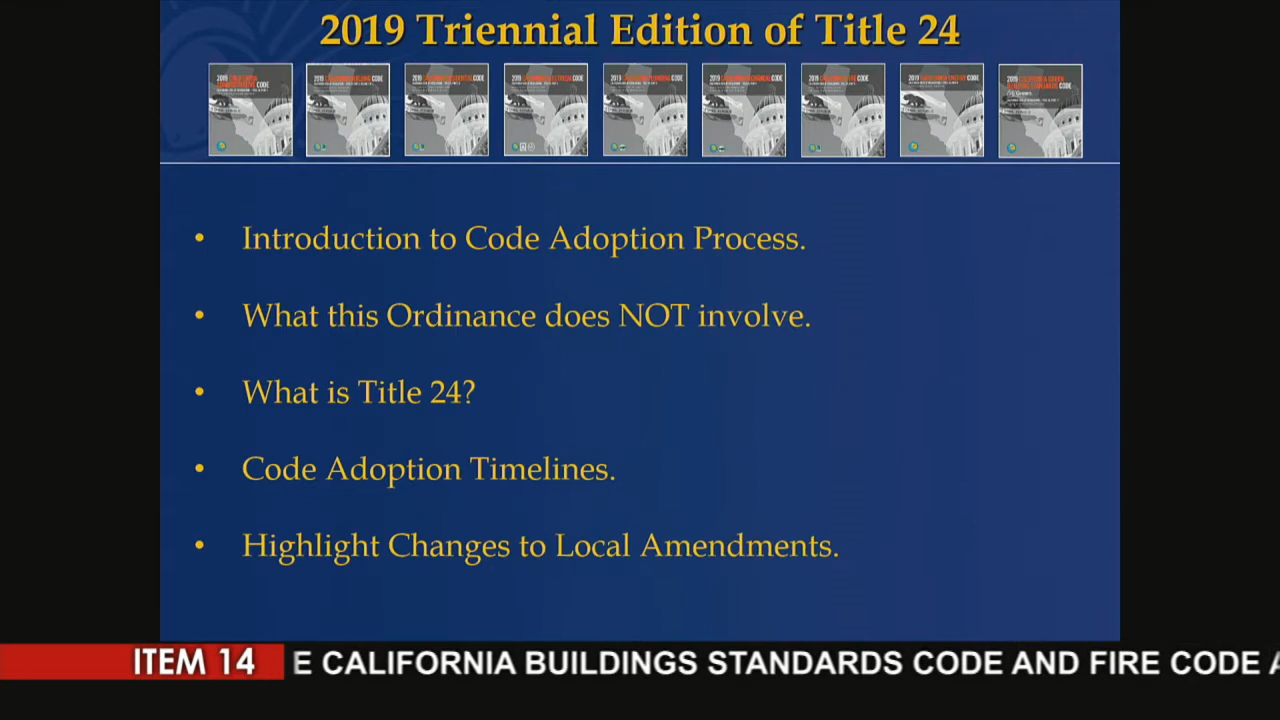 2019 Triennial Edition of Title 24
• Introduction to Code Adoption Process.
• What this Ordinance does NOT involve.
• What is Title 24?
• Code Adoption Timelines.
• Highlight Changes to Local Amendments.
ITEM 14 E CALIFORNIA BUILDINGS STANDARDS CODE AND FIRE CODE